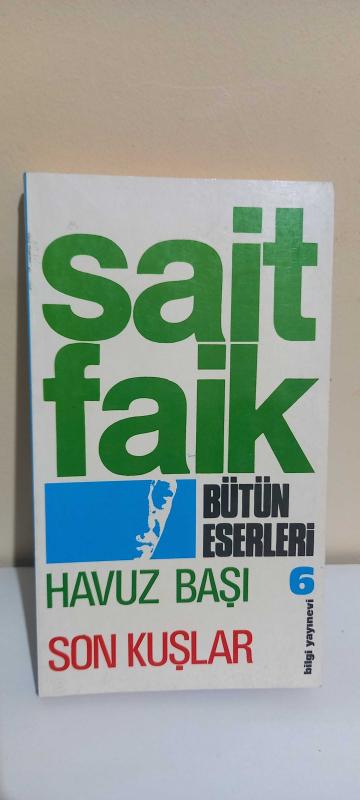 sait
faik
BÜTÜN
ESERLERİ
HAVUZ BAŞI
6
SON KUŞLAR
bilgi yayınevi